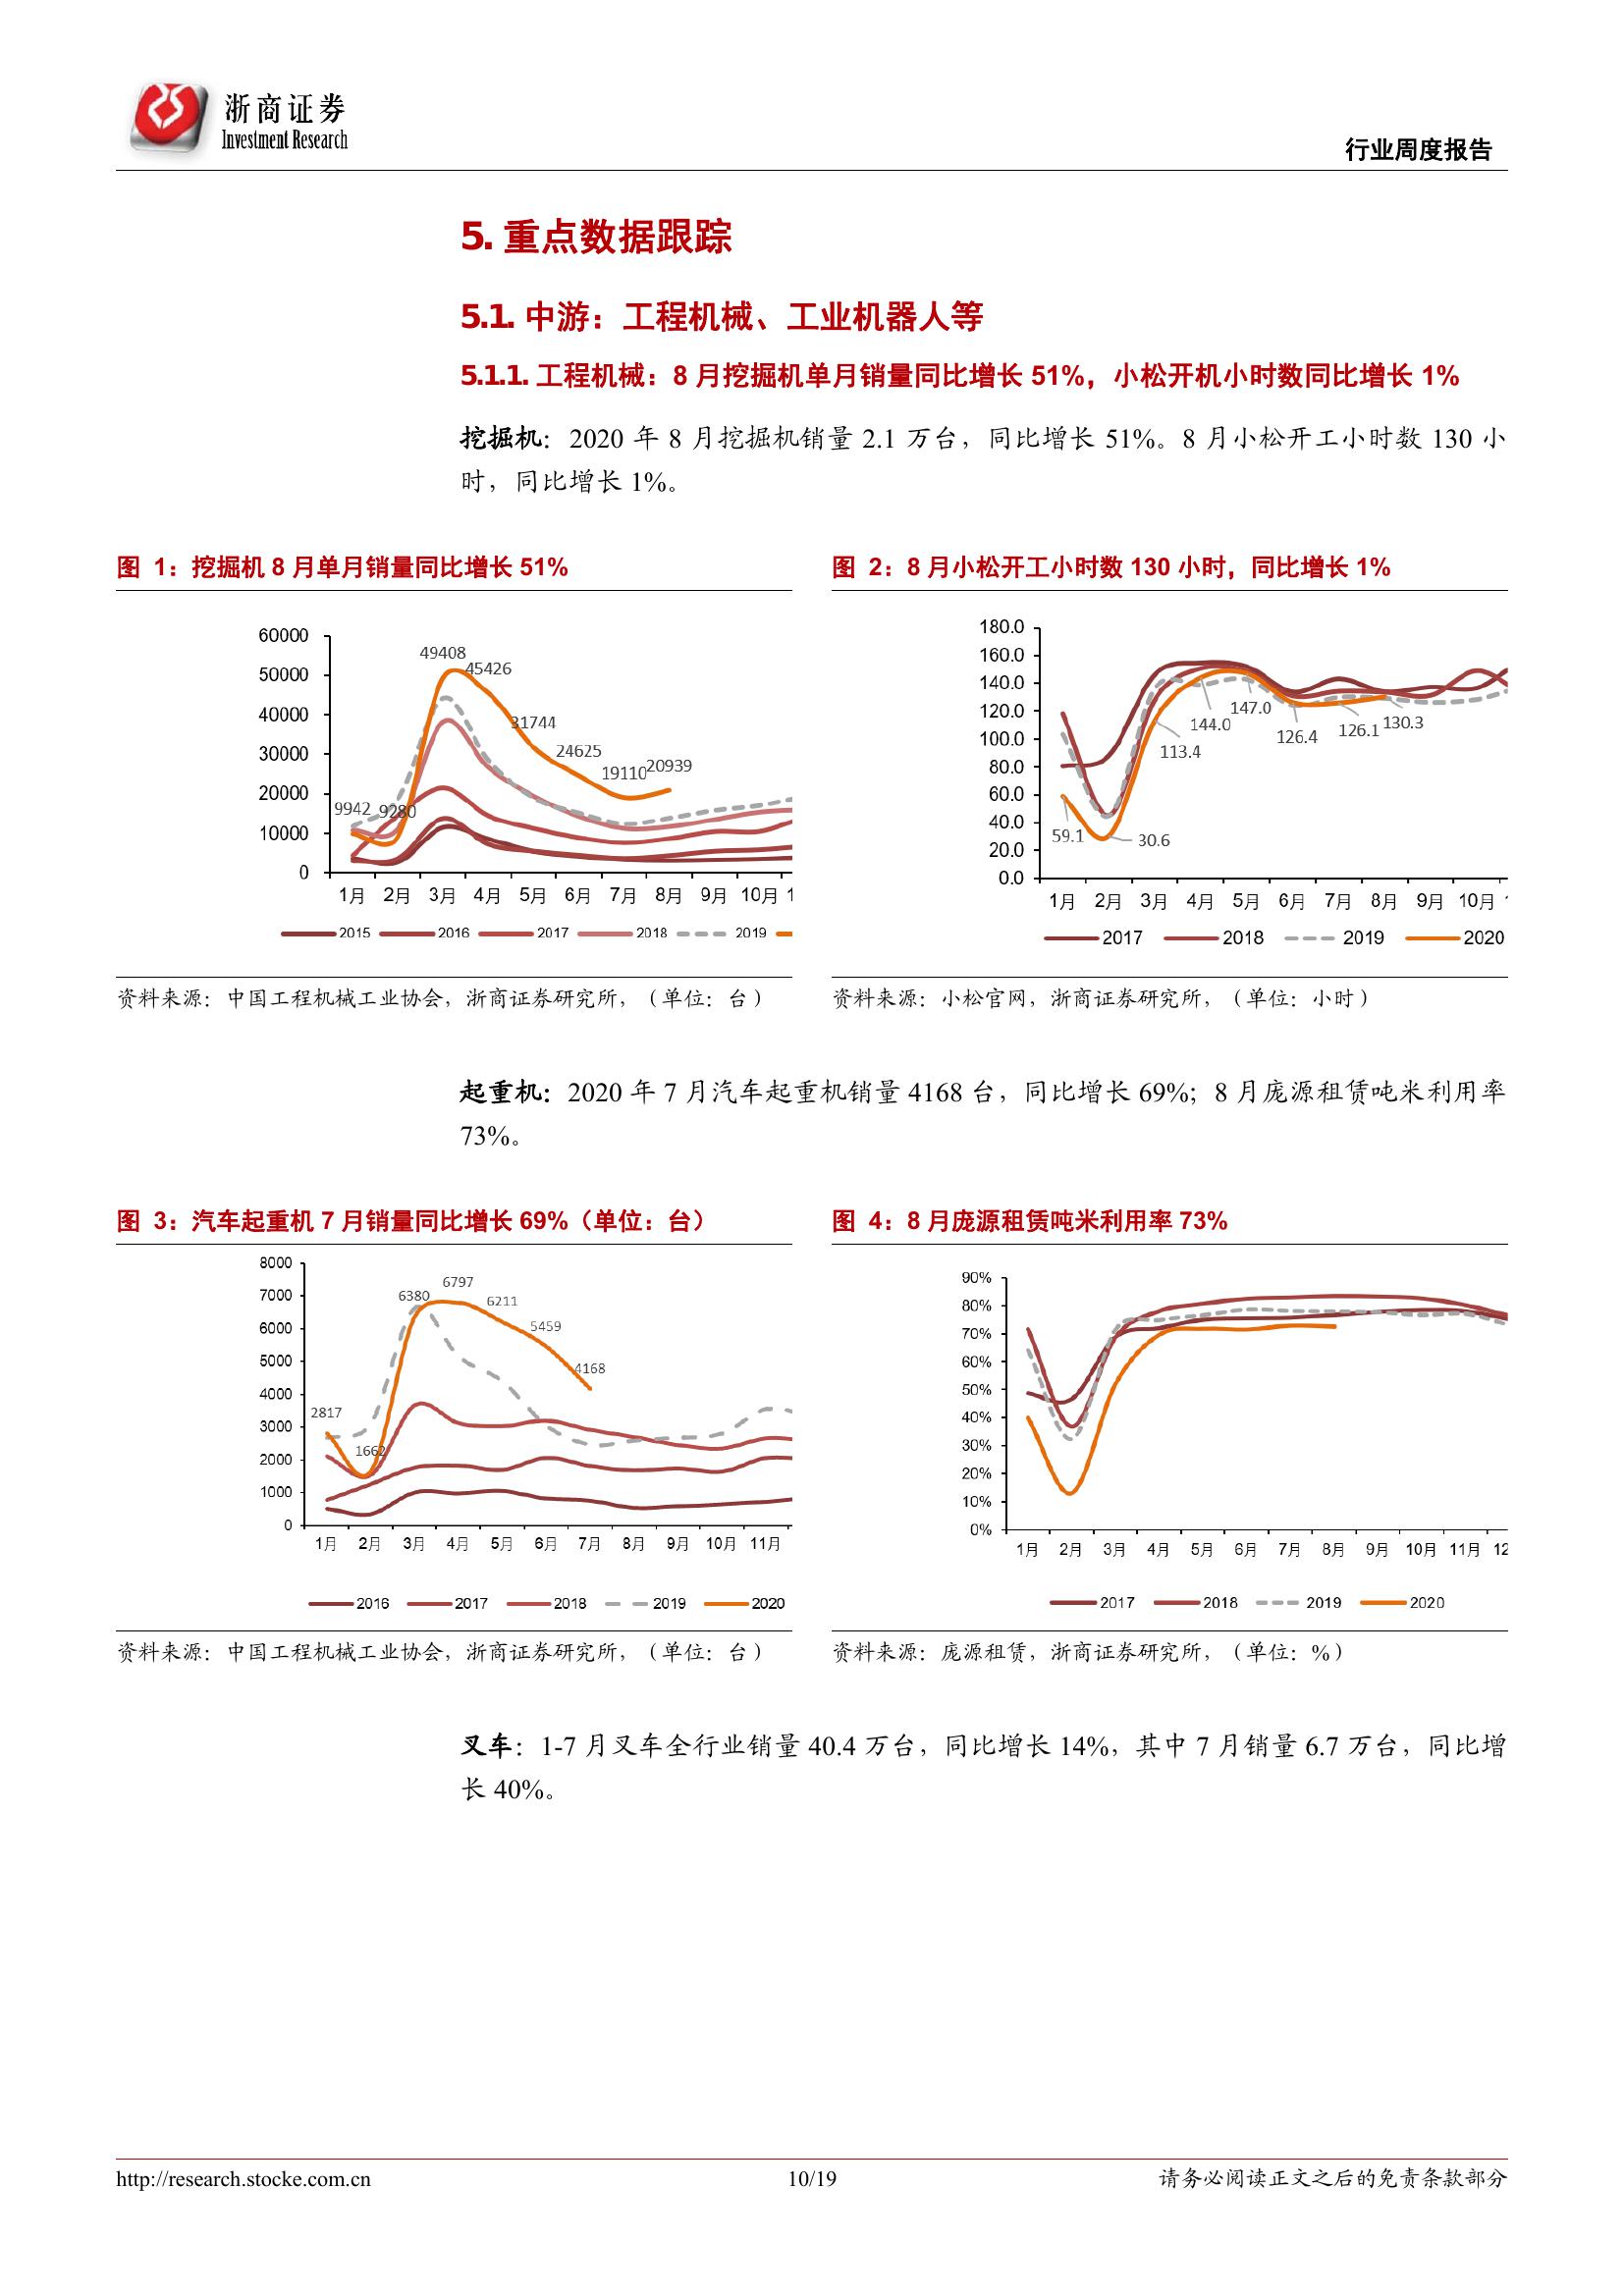 浙商证券
Investment Research
行业周度报告
5. 重点数据跟踪
5.1. 中游：工程机械、工业机器人等
5.1.1. 工程机械：8 月挖掘机单月销量同比增长 51%，小松开机小时数同比增长 1%
挖掘机：2020 年 8 月挖掘机销量 2.1 万台，同比增长 51%。8 月小松开工小时数 130 小
时，同比增长 1%。
图 1：挖掘机 8 月单月销量同比增长 51%
60000
50000
40000
30000
20000
10000
0
9942
9280
49408
45426
31744
24625
19110
20939
1月 2月 3月 4月 5月 6月 7月 8月 9月 10月 1
2015 2016 2017 2018 2019
资料来源：中国工程机械工业协会，浙商证券研究所，（单位：台）
图 2：8 月小松开工小时数 130 小时，同比增长 1%
180.0
160.0
140.0
120.0
100.0
80.0
60.0
40.0
20.0
0.0
59.1
30.6
113.4
144.0
147.0
126.4
126.1
130.3
1月 2月 3月 4月 5月 6月 7月 8月 9月 10月
2017 2018 2019 2020
资料来源：小松官网，浙商证券研究所，（单位：小时）
起重机：2020 年 7 月汽车起重机销量 4168 台，同比增长 69%；8 月庞源租赁吨米利用率
73%。
图 3：汽车起重机 7 月销量同比增长 69%（单位：台）
8000
7000
6000
5000
4000
3000
2000
1000
0
2817
1662
6380
6797
6211
5459
4168
1月 2月 3月 4月 5月 6月 7月 8月 9月 10月 11月
2016 2017 2018 2019 2020
资料来源：中国工程机械工业协会，浙商证券研究所，（单位：台）
图 4：8 月庞源租赁吨米利用率 73%
90%
80%
70%
60%
50%
40%
30%
20%
10%
0%
1月 2月 3月 4月 5月 6月 7月 8月 9月 10月 11月 12
2017 2018 2019 2020
资料来源：庞源租赁，浙商证券研究所，（单位：%）
叉车：1-7 月叉车全行业销量 40.4 万台，同比增长 14%，其中 7 月销量 6.7 万台，同比增
长 40%。
http://research.stocke.com.cn
10/19
请务必阅读正文之后的免责条款部分